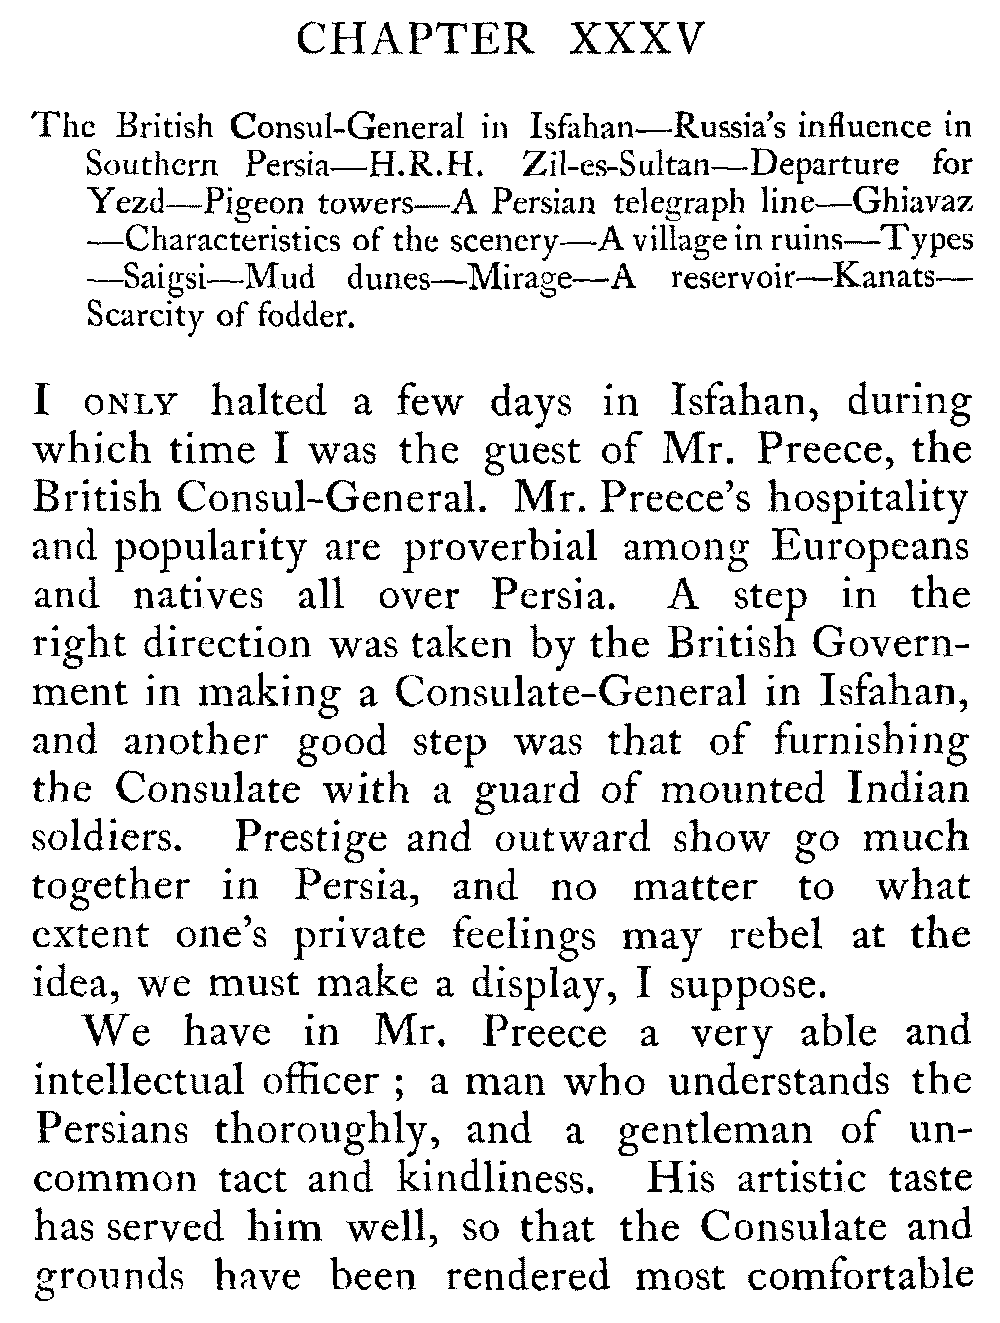 CHAPTER XXXV
The British Consul-General in Isfahan—Russia's influence in
Southern Persia—H.R.H. Zil-es-Sultan—Departure for
Yezd—Pigeon towers—A Persian telegraph line—Ghiavaz
—Characteristics of the scenery—A village in ruins—Types
—Saigsi—Mud dunes—Mirage—A reservoir—Kanats—
Scarcity of fodder.
I ONLY halted a few days in Isfahan, during
which time I was the guest of Mr. Preece, the
British Consul-General. Mr. Preece's hospitality
and popularity are proverbial among Europeans
and natives all over Persia. A step in the
right direction was taken by the British Govern-
ment in making a Consulate-General in Isfahan,
and another good step was that of furnishing
the Consulate with a guard of mounted Indian
soldiers. Prestige and outward show go much
together in Persia, and no matter to what
extent one's private feelings may rebel at the
idea, we must make a display, I suppose.
We have in Mr. Preece a very able and
intellectual officer ; a man who understands the
Persians thoroughly, and a gentleman of un-
common tact and kindliness. His artistic taste
has served him well, so that the Consulate and
grounds have been rendered most comfortable